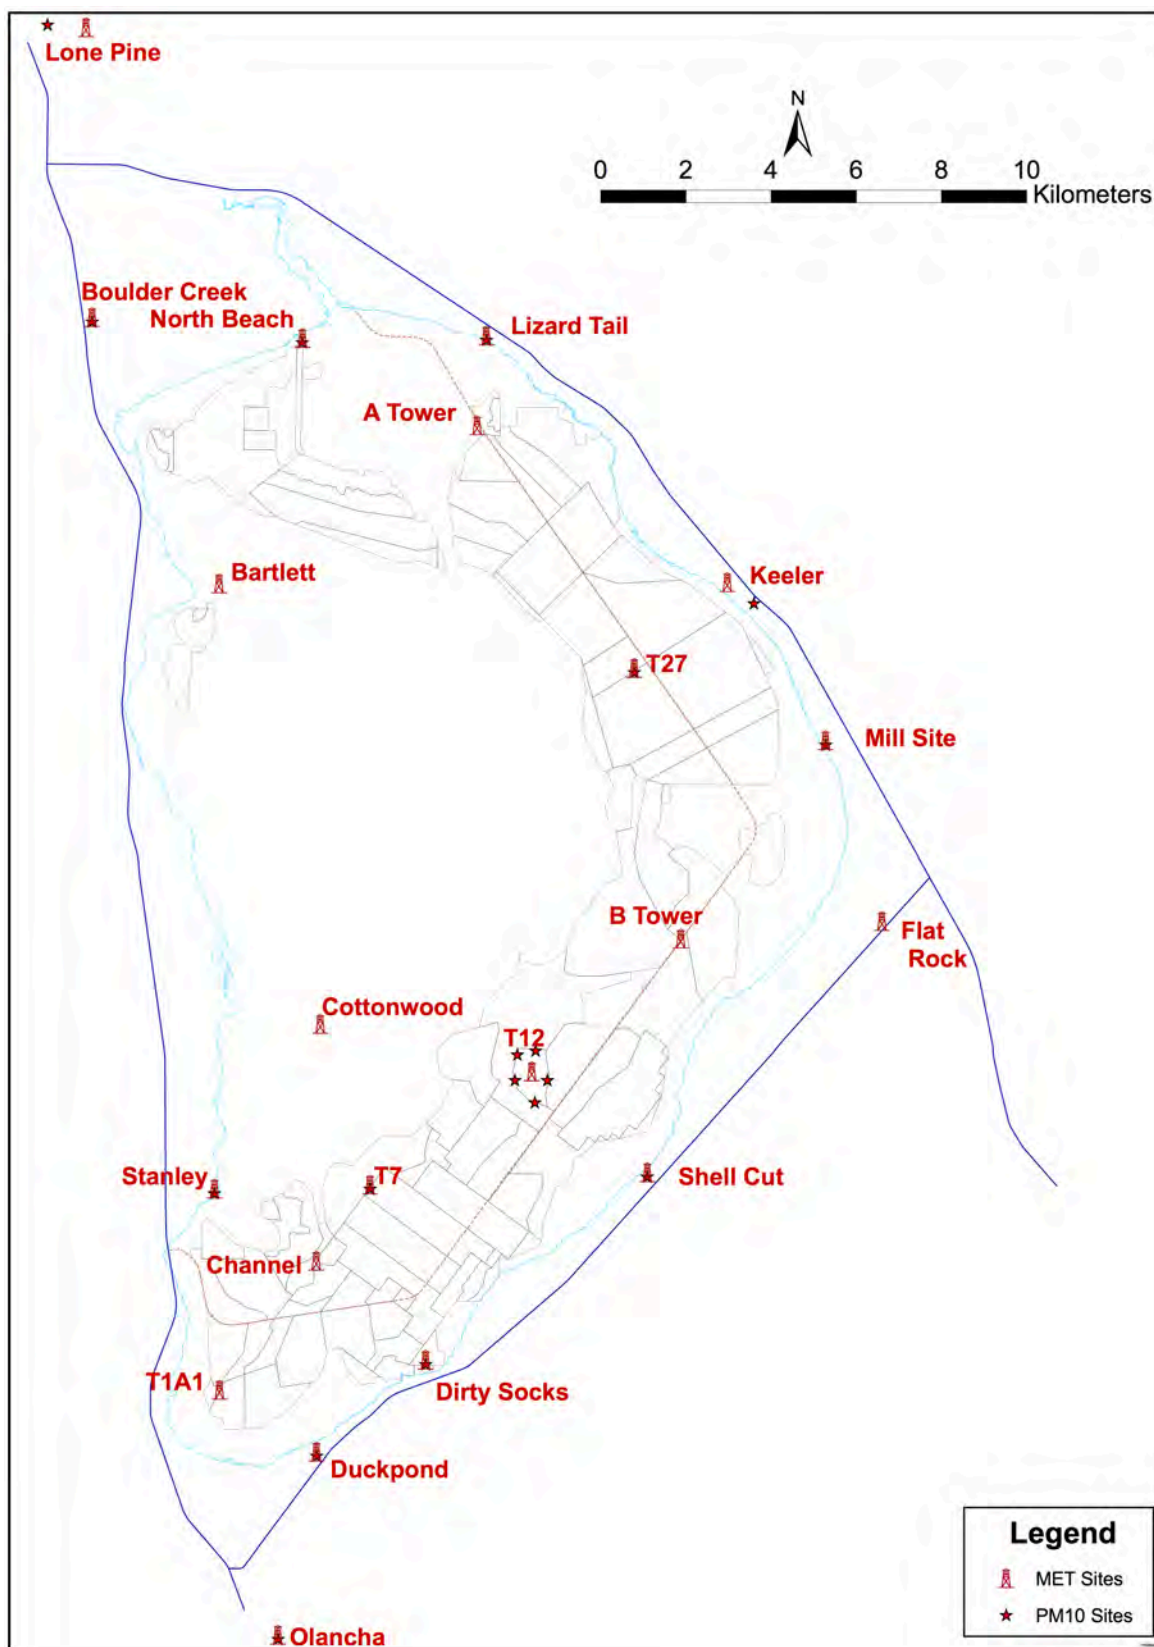 Lone Pine
N
0 2 4 6 8 10
Kilometers
Boulder Creek
North Beach
Lizard Tail
A Tower
Bartlett
Keeler
T27
Mill Site
B Tower
Flat
Rock
Cottonwood
T12
Stanley
T7
Shell Cut
Channel
T1A1
Dirty Socks
Duckpond
Legend
MET Sites
PM10 Sites
Olancha